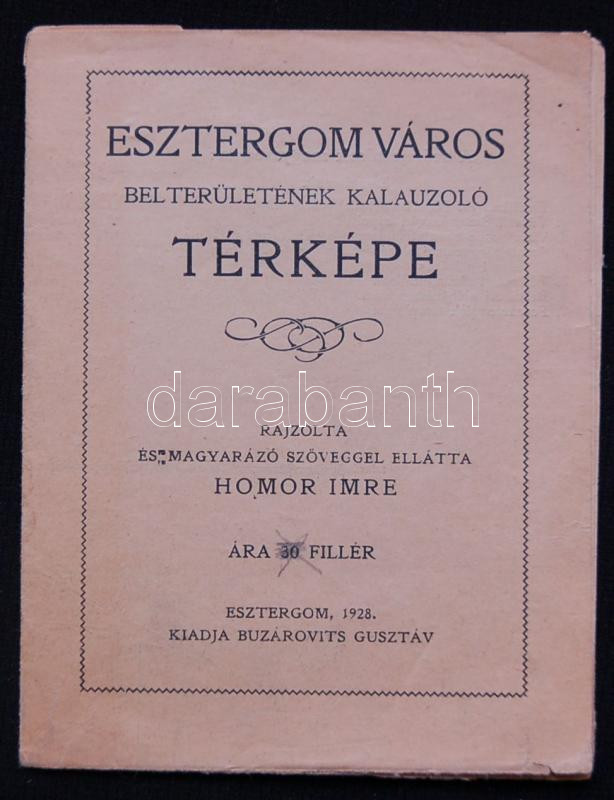 ESZTERGOM VÁROS
BELTERÜLETÉNEK KALAUZOLÓ
TÉRKÉPE
darabanth
RAJZOLTA
ÉS MAGYARÁZÓ SZÖVEGGEL ELLÁTTA
HOMOR IMRE
ÁRA 30 FILLÉR
ESZTERGOM, 1928.
KIADJA BUZÁROVITS GUSZTÁV